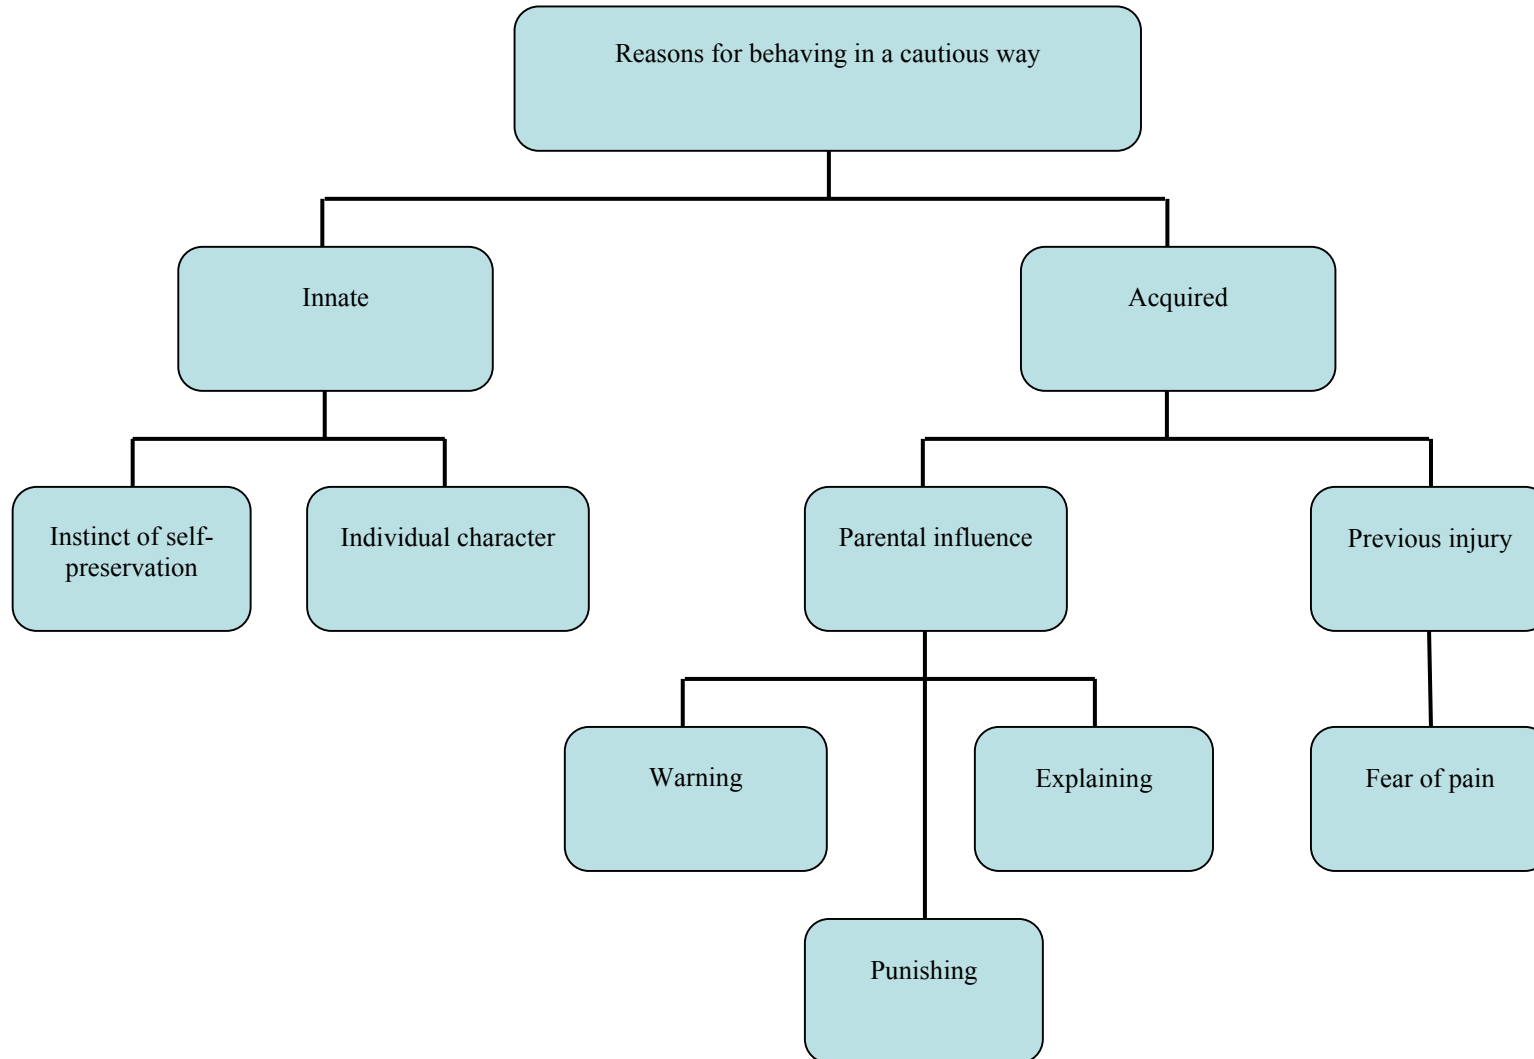 Reasons for behaving in a cautious way
Innate
Acquired
Instinct of self-
preservation
Individual character
Parental influence
Previous injury
Warning
Explaining
Fear of pain
Punishing